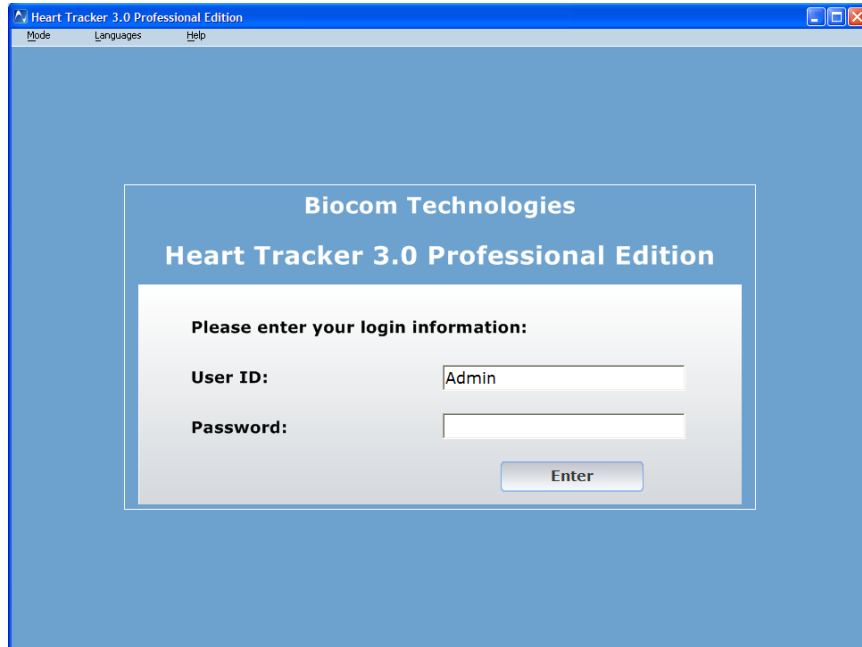 Heart Tracker 3.0 Professional Edition
Mode Languages Help
Biocom Technologies
Heart Tracker 3.0 Professional Edition
Please enter your login information:
User ID: Admin
Password:
Enter